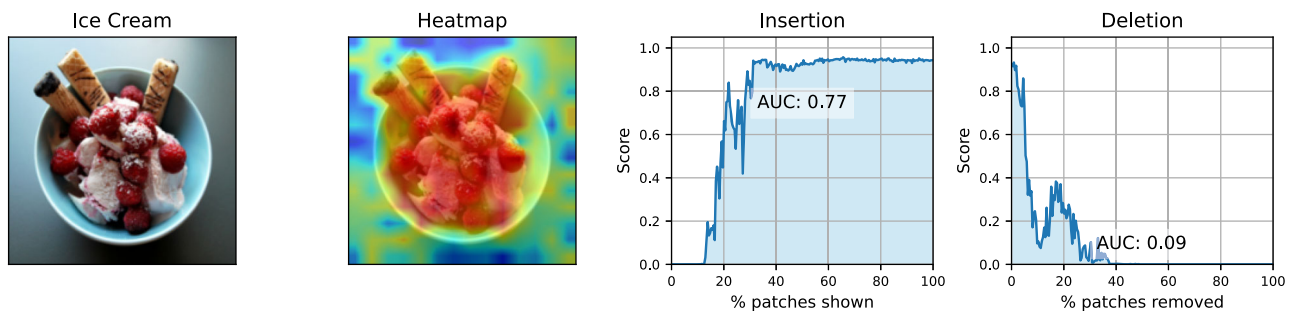 Ice Cream
Heatmap
Insertion
Deletion
Score
1.0
0.8
0.6
0.4
0.2
0.0
AUC: 0.77
0 20 40 60 80 100
% patches shown
Score
1.0
0.8
0.6
0.4
0.2
0.0
AUC: 0.09
0 20 40 60 80 100
% patches removed